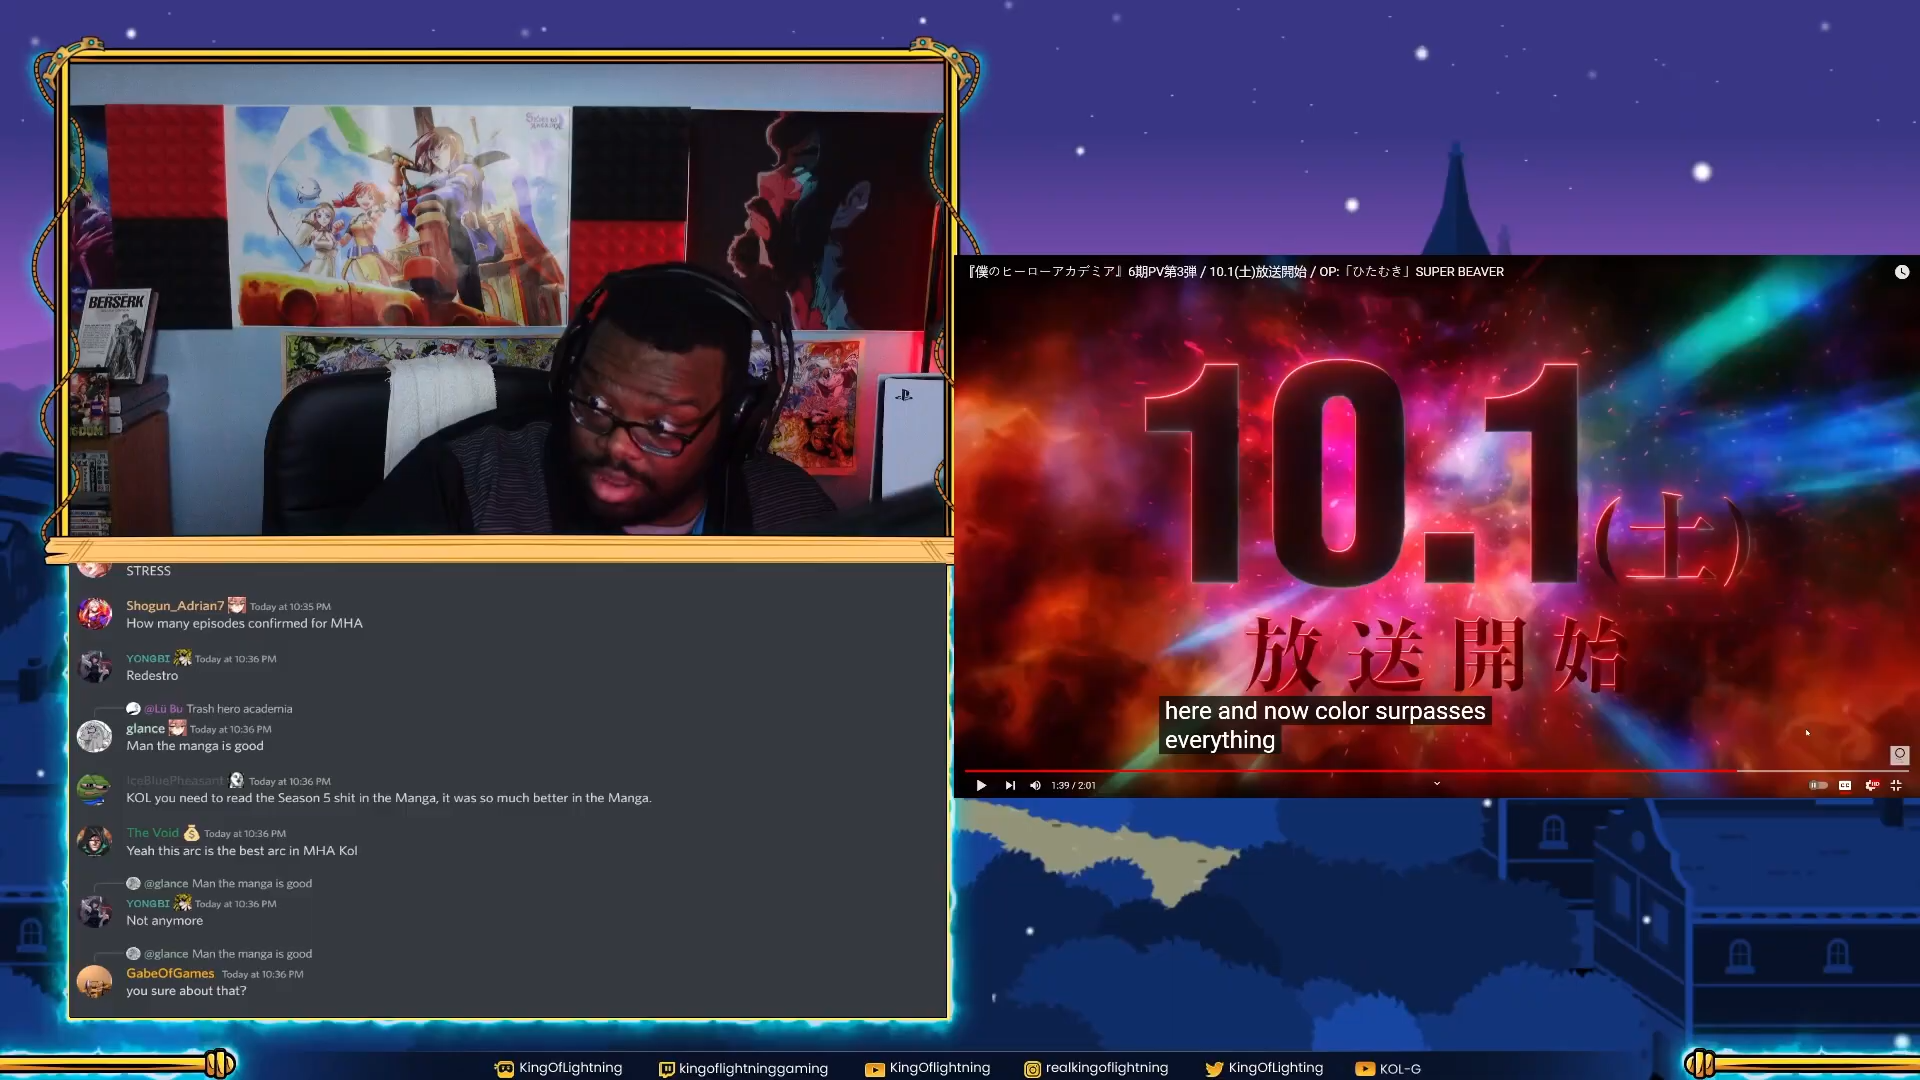 Skies of
Arcadia
BERSERK
DOOM
STRESS
Shogun_Adrian7 Today at 10:35 PM
How many episodes confirmed for MHA
YONGBI Today at 10:36 PM
Redestro
@Lü Bu Trash hero academia
glance Today at 10:36 PM
Man the manga is good
IceBluePheasant Today at 10:36 PM
KOL you need to read the Season 5 shit in the Manga, it was so much better in the Manga.
The Void Today at 10:36 PM
Yeah this arc is the best arc in MHA Kol
@glance Man the manga is good
YONGBI Today at 10:36 PM
Not anymore
@glance Man the manga is good
GabeOfGames Today at 10:36 PM
you sure about that?
『僕のヒーローアカデミア』6期PV第3弾 / 10.1(土)放送開始 / OP:「ひたむき」SUPER BEAVER
10.1(土)
放送開始
here and now color surpasses
everything
1:39 / 2:01
KingOfLightning kingoflightninggaming KingOflightning realkingoflightning KingOfLighting KOL-G